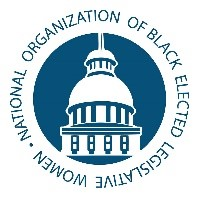 NATIONAL ORGANIZATION OF BLACK ELECTED LEGISLATIVE WOMEN •